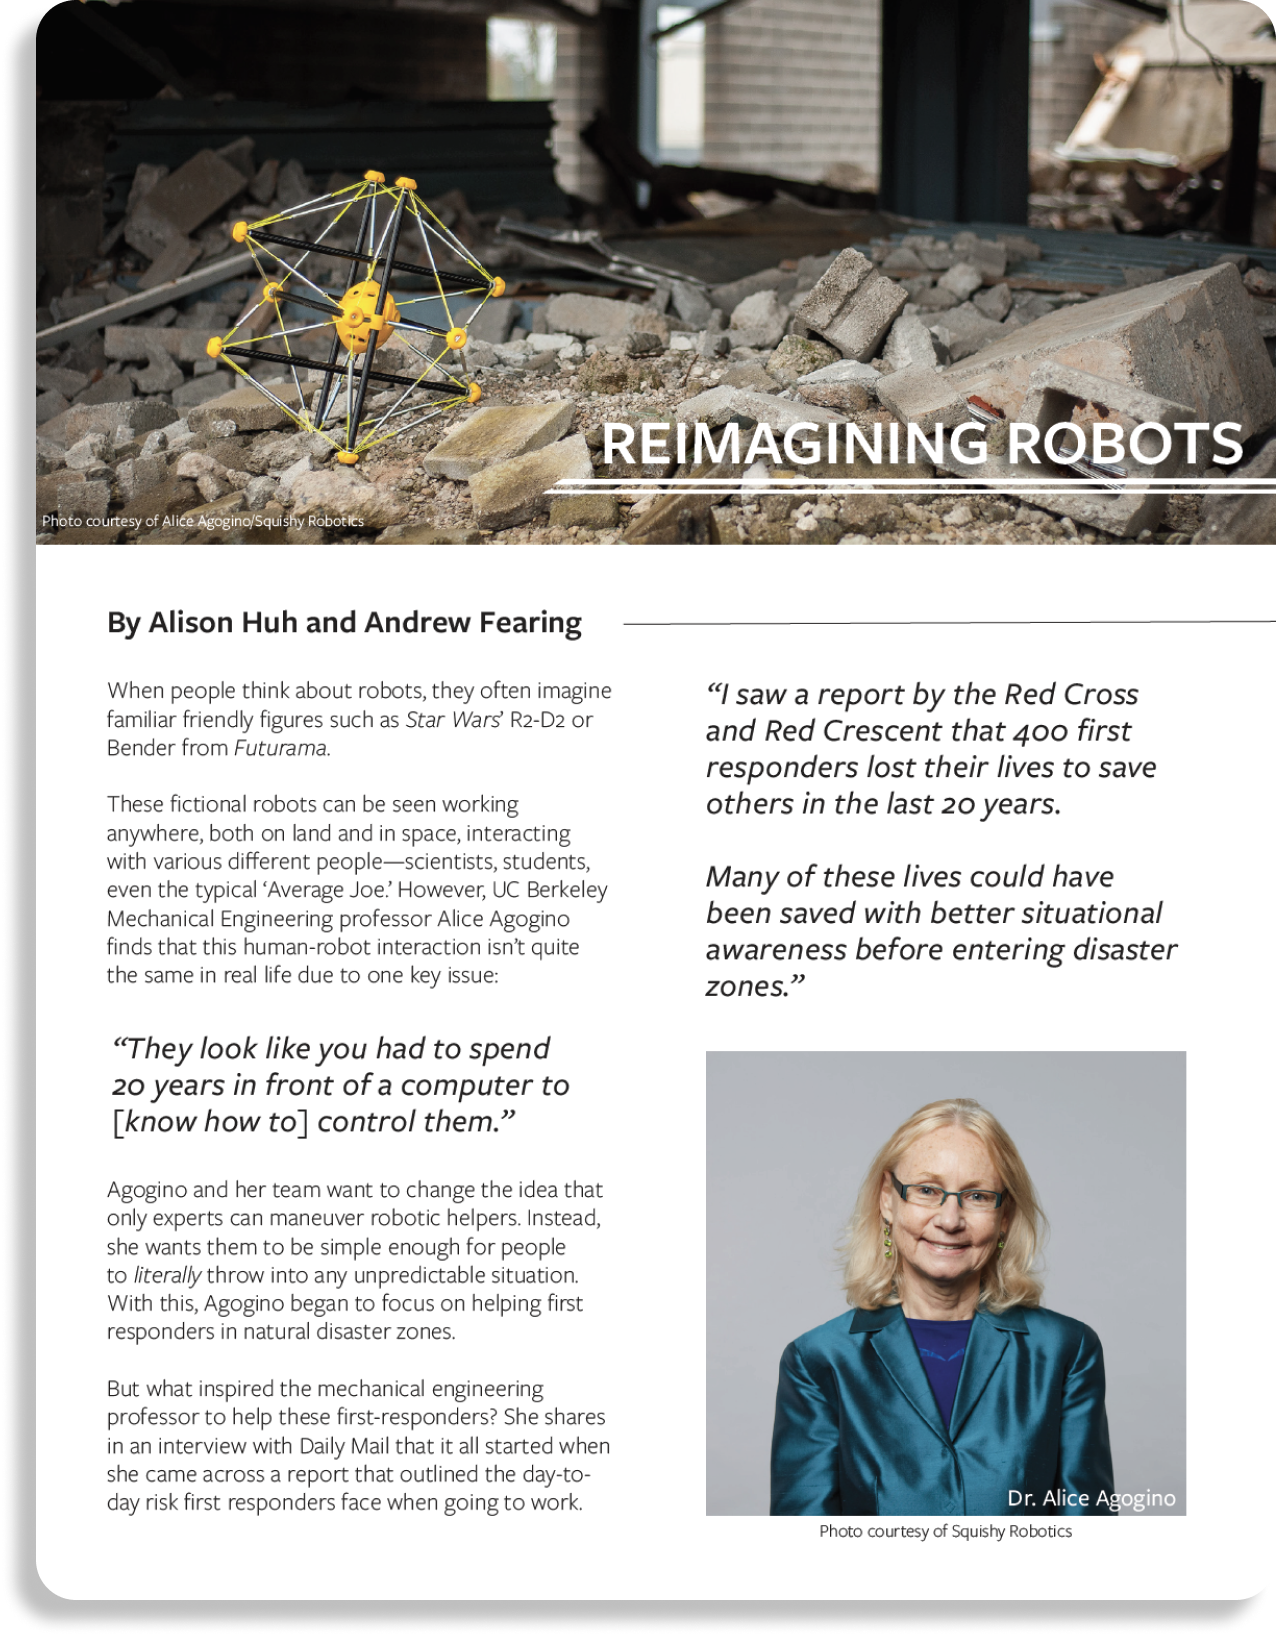 REIMAGINING ROBOTS
Photo courtesy of Alice Agogino/Squishy Robotics
By Alison Huh and Andrew Fearing
When people think about robots, they often imagine
familiar friendly figures such as Star Wars’ R2-D2 or
Bender from Futurama.
These fictional robots can be seen working
anywhere, both on land and in space, interacting
with various different people—scientists, students,
even the typical ‘Average Joe.’ However, UC Berkeley
Mechanical Engineering professor Alice Agogino
finds that this human-robot interaction isn’t quite
the same in real life due to one key issue:
“They look like you had to spend
20 years in front of a computer to
[know how to] control them.”
Agogino and her team want to change the idea that
only experts can maneuver robotic helpers. Instead,
she wants them to be simple enough for people
to literally throw into any unpredictable situation.
With this, Agogino began to focus on helping first
responders in natural disaster zones.
But what inspired the mechanical engineering
professor to help these first-responders? She shares
in an interview with Daily Mail that it all started when
she came across a report that outlined the day-to-
day risk first responders face when going to work.
“I saw a report by the Red Cross
and Red Crescent that 400 first
responders lost their lives to save
others in the last 20 years.
Many of these lives could have
been saved with better situational
awareness before entering disaster
zones.”
Dr. Alice Agogino
Photo courtesy of Squishy Robotics